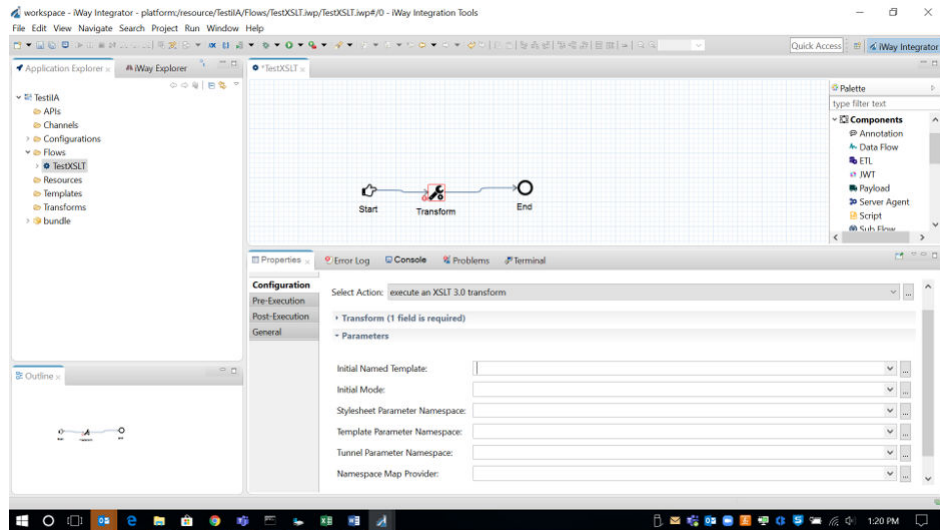 workspace - iWay Integrator - platform:/resource/TestiIA/Flows/TestXSLT.iwp/TestXSLT.iwp#/0 - iWay Integration Tools
File Edit View Navigate Search Project Run Window Help
Quick Access
iWay Integrator
Application Explorer
iWay Explorer
TestiIA
APIs
Channels
Configurations
Flows
TestXSLT
Resources
Templates
Transforms
bundle
Outline
*TestXSLT
Start
Transform
End
Palette
type filter text
Components
Annotation
Data Flow
ETL
JWT
Payload
Server Agent
Script
Sub Flow
Properties
Error Log
Console
Problems
Terminal
Configuration
Pre-Execution
Post-Execution
General
Select Action: execute an XSLT 3.0 transform
...
Transform (1 field is required)
Parameters
Initial Named Template:
...
Initial Mode:
...
Stylesheet Parameter Namespace:
...
Template Parameter Namespace:
...
Tunnel Parameter Namespace:
...
Namespace Map Provider:
...
1:20 PM